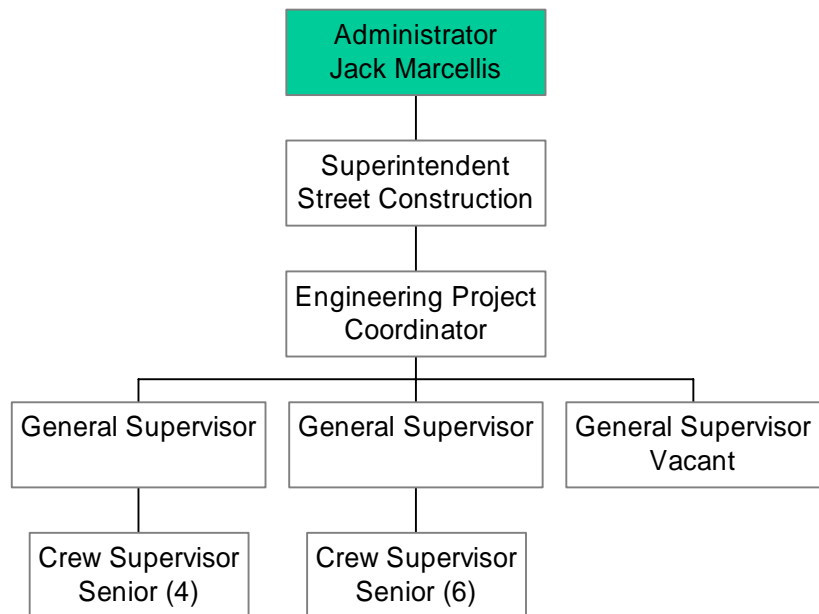 Administrator
Jack Marcellis
Superintendent
Street Construction
Engineering Project
Coordinator
General Supervisor
General Supervisor
General Supervisor
Vacant
Crew Supervisor
Senior (4)
Crew Supervisor
Senior (6)